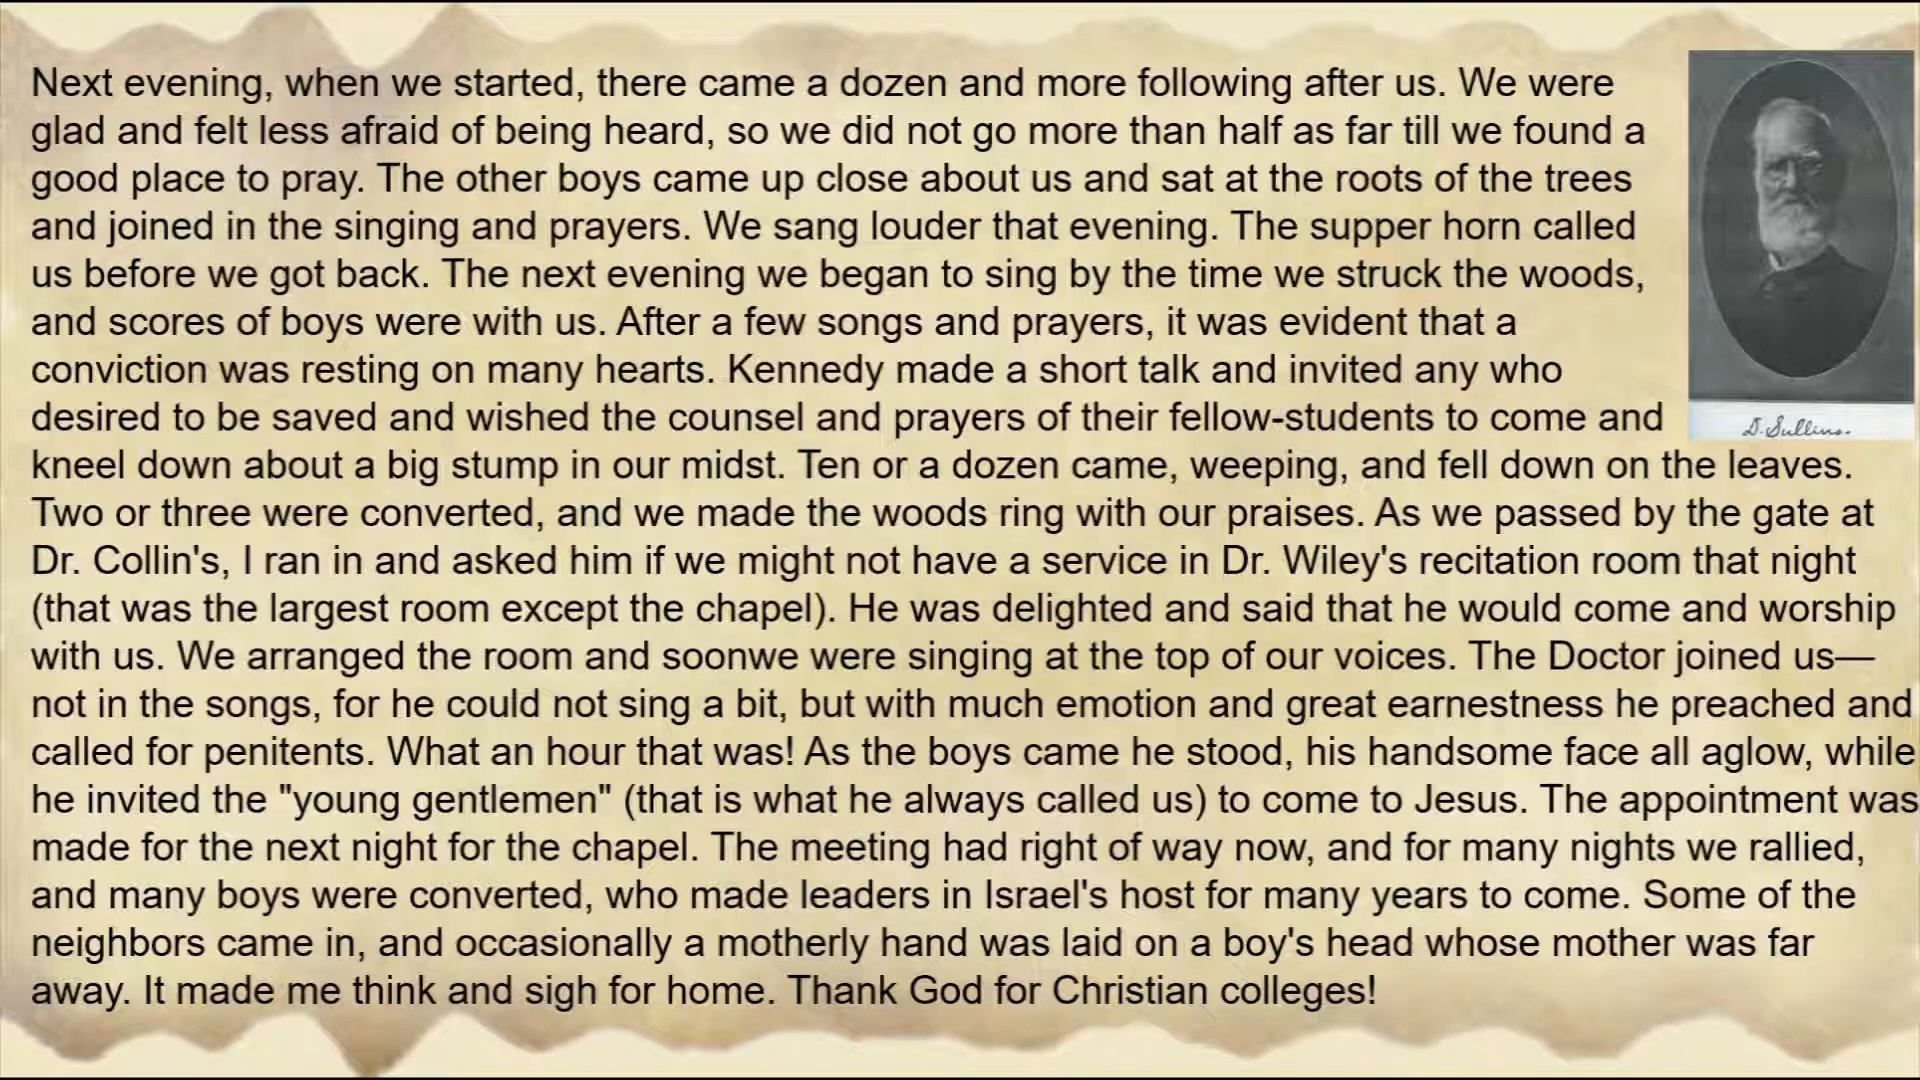 Next evening, when we started, there came a dozen and more following after us. We were
glad and felt less afraid of being heard, so we did not go more than half as far till we found a
good place to pray. The other boys came up close about us and sat at the roots of the trees
and joined in the singing and prayers. We sang louder that evening. The supper horn called
us before we got back. The next evening we began to sing by the time we struck the woods,
and scores of boys were with us. After a few songs and prayers, it was evident that a
conviction was resting on many hearts. Kennedy made a short talk and invited any who
desired to be saved and wished the counsel and prayers of their fellow-students to come and
kneel down about a big stump in our midst. Ten or a dozen came, weeping, and fell down on the leaves.
Two or three were converted, and we made the woods ring with our praises. As we passed by the gate at
Dr. Collin's, I ran in and asked him if we might not have a service in Dr. Wiley's recitation room that night
(that was the largest room except the chapel). He was delighted and said that he would come and worship
with us. We arranged the room and soonwe were singing at the top of our voices. The Doctor joined us—
not in the songs, for he could not sing a bit, but with much emotion and great earnestness he preached and
called for penitents. What an hour that was! As the boys came he stood, his handsome face all aglow, while
he invited the "young gentlemen" (that is what he always called us) to come to Jesus. The appointment was
made for the next night for the chapel. The meeting had right of way now, and for many nights we rallied,
and many boys were converted, who made leaders in Israel's host for many years to come. Some of the
neighbors came in, and occasionally a motherly hand was laid on a boy's head whose mother was far
away. It made me think and sigh for home. Thank God for Christian colleges!
D. Sullins.